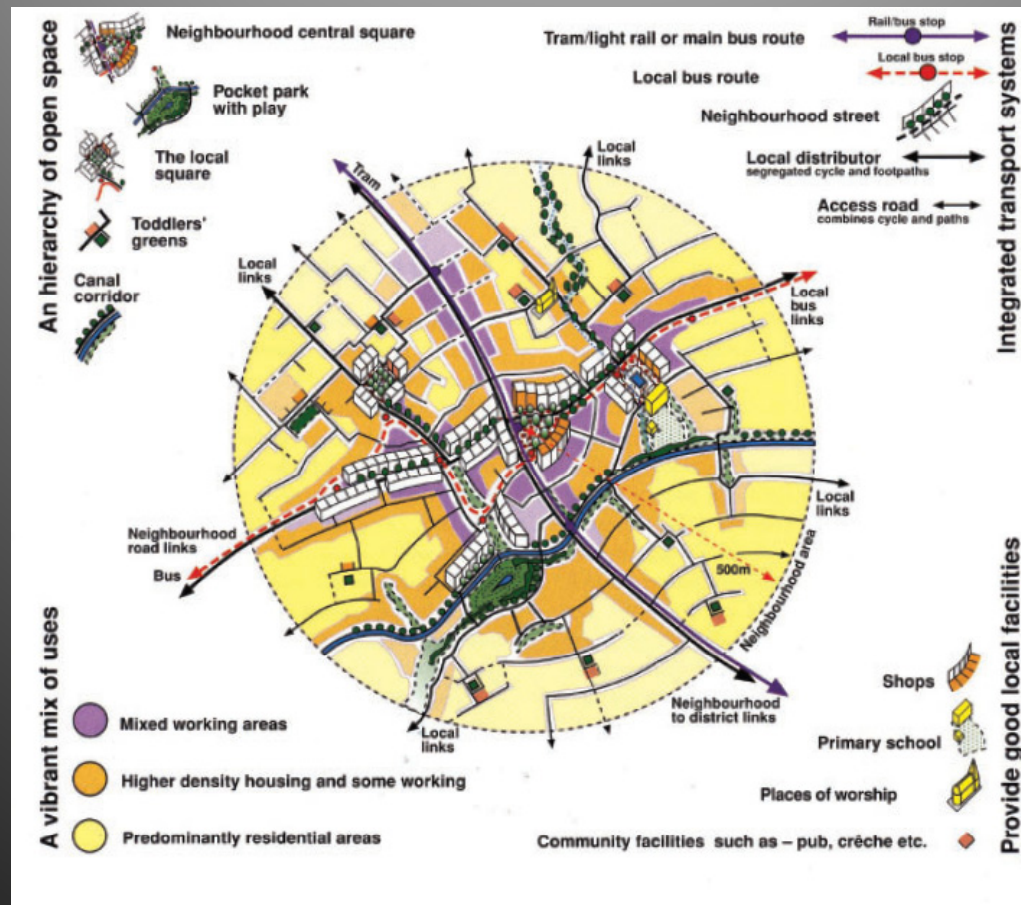 An hierarchy of open space
Neighbourhood central square
Pocket park
with play
The local
square
Toddlers'
greens
Canal
corridor
Integrated transport systems
Rail/bus stop
Tram/light rail or main bus route
Local bus stop
Local bus route
Neighbourhood street
Local distributor
segregated cycle and footpaths
Access road
combines cycle and paths
Tram
Local
links
Local
links
Local
bus
links
Local
links
Neighbourhood
road links
Bus
500m
Neighbourhood area
Neighbourhood
to district links
Local
links
A vibrant mix of uses
Mixed working areas
Higher density housing and some working
Predominantly residential areas
Provide good local facilities
Shops
Primary school
Places of worship
Community facilities such as – pub, crêche etc.